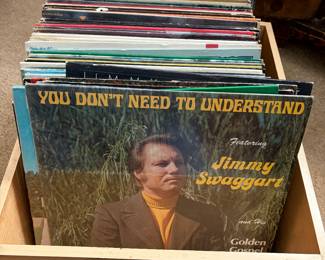 YOU DON'T NEED TO UNDERSTAND
Featuring
Jimmy
Swaggart
and His
Golden
Gospel